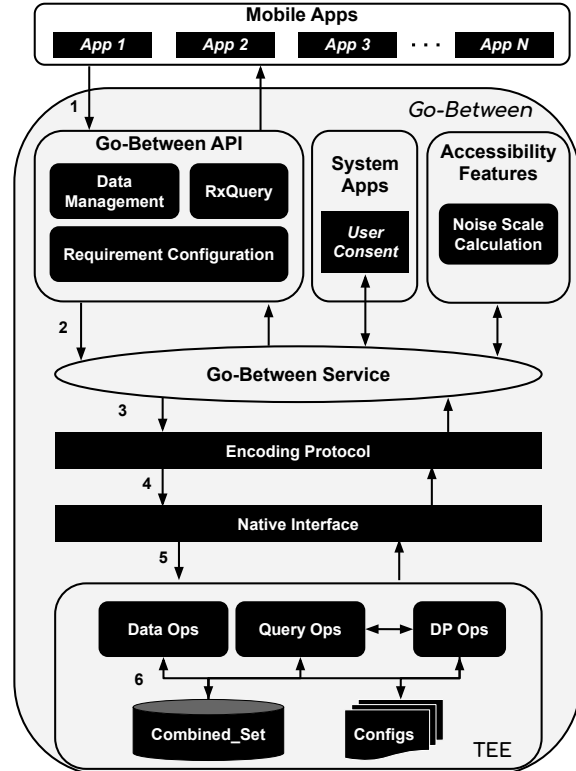 Mobile Apps
App 1
App 2
App 3
. . .
App N
1
Go-Between
Go-Between API
Data
Management
RxQuery
Requirement Configuration
System
Apps
User
Consent
Accessibility
Features
Noise Scale
Calculation
2
Go-Between Service
3
Encoding Protocol
4
Native Interface
5
Data Ops
Query Ops
DP Ops
6
Combined_Set
Configs
TEE